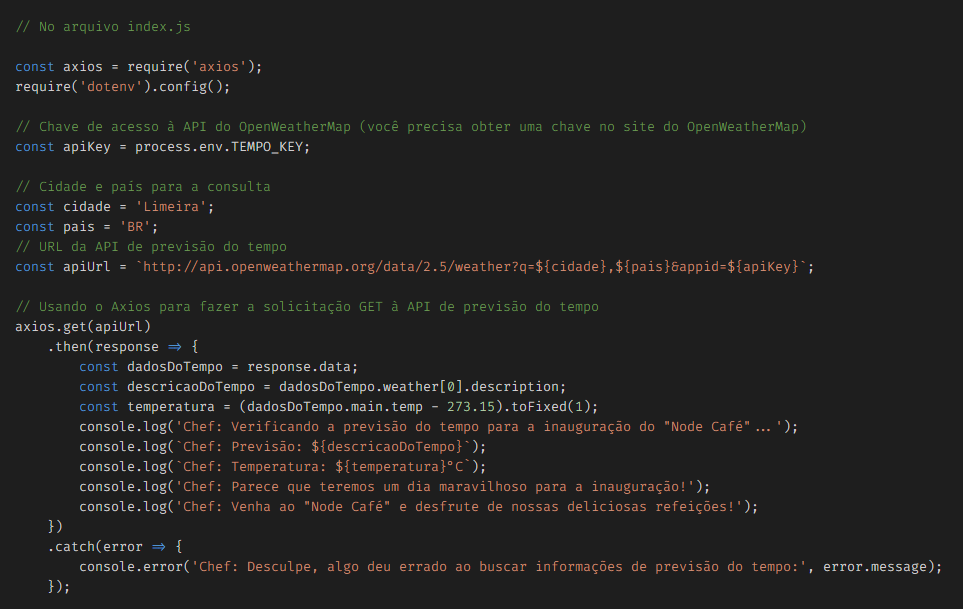 // No arquivo index.js
const axios = require('axios');
require('dotenv').config();
// Chave de acesso à API do OpenWeatherMap (você precisa obter uma chave no site do OpenWeatherMap)
const apiKey = process.env.TEMPO_KEY;
// Cidade e país para a consulta
const cidade = 'Limeira';
const pais = 'BR';
// URL da API de previsão do tempo
const apiUrl = `http://api.openweathermap.org/data/2.5/weather?q=${cidade},${pais}&appid=${apiKey}`;
// Usando o Axios para fazer a solicitação GET à API de previsão do tempo
axios.get(apiUrl)
    .then(response => {
        const dadosDoTempo = response.data;
        const descricaoDoTempo = dadosDoTempo.weather[0].description;
        const temperatura = (dadosDoTempo.main.temp - 273.15).toFixed(1);
        console.log('Chef: Verificando a previsão do tempo para a inauguração do "Node Café"...');
        console.log(`Chef: Previsão: ${descricaoDoTempo}`);
        console.log(`Chef: Temperatura: ${temperatura}°C`);
        console.log('Chef: Parece que teremos um dia maravilhoso para a inauguração!');
        console.log('Chef: Venha ao "Node Café" e desfrute de nossas deliciosas refeições!');
    })
    .catch(error => {
        console.error('Chef: Desculpe, algo deu errado ao buscar informações de previsão do tempo:', error.message);
    });